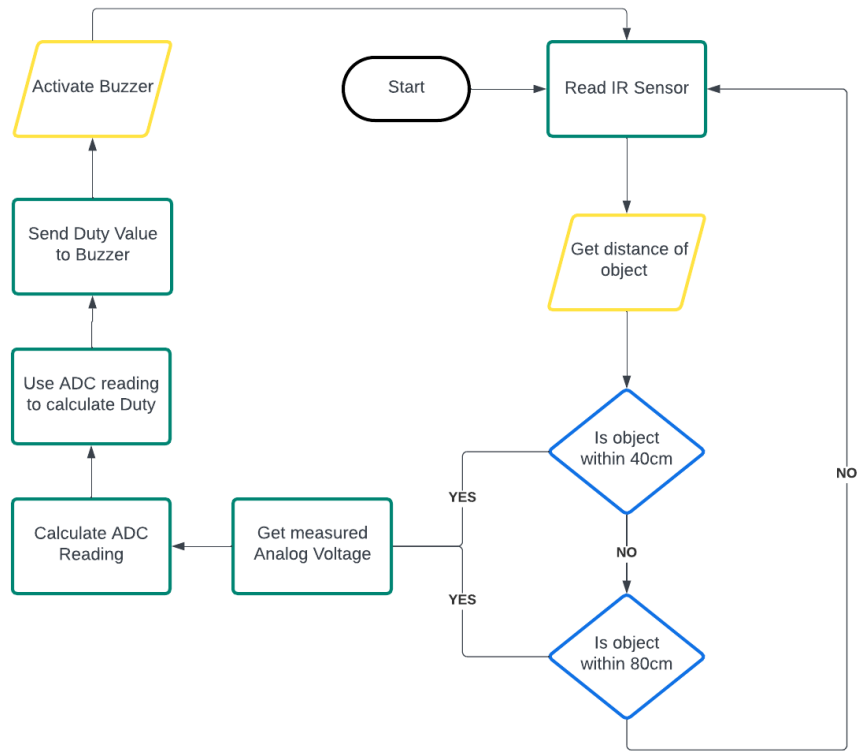 Start
Read IR Sensor
Get distance of
object
Is object
within 40cm
YES
NO
Is object
within 80cm
YES
NO
Get measured
Analog Voltage
Calculate ADC
Reading
Use ADC reading
to calculate Duty
Send Duty Value
to Buzzer
Activate Buzzer